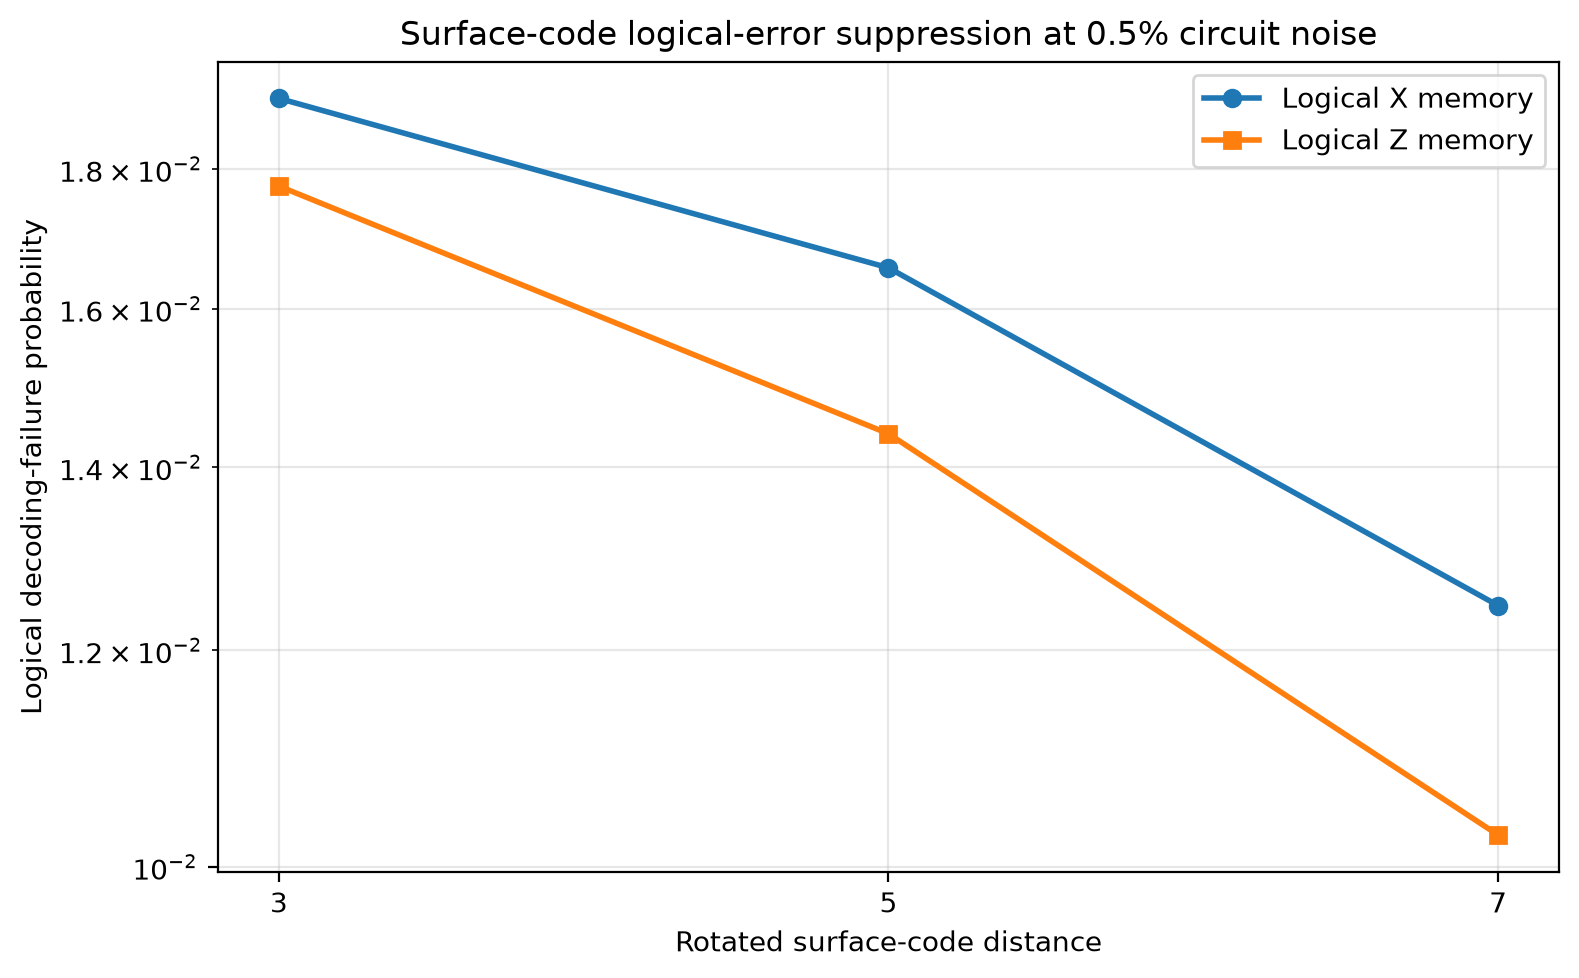 Surface-code logical-error suppression at 0.5% circuit noise
Logical X memory
Logical Z memory
Logical decoding-failure probability
1.8 × 10⁻²
1.6 × 10⁻²
1.4 × 10⁻²
1.2 × 10⁻²
10⁻²
3
5
7
Rotated surface-code distance